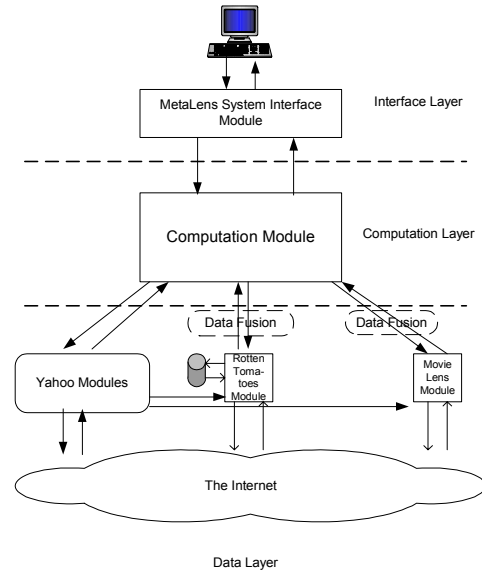 MetaLens System Interface
Module
Interface Layer
Computation Module
Computation Layer
Data Fusion
Data Fusion
Yahoo Modules
Rotten
Toma-
toes
Module
Movie
Lens
Module
The Internet
Data Layer